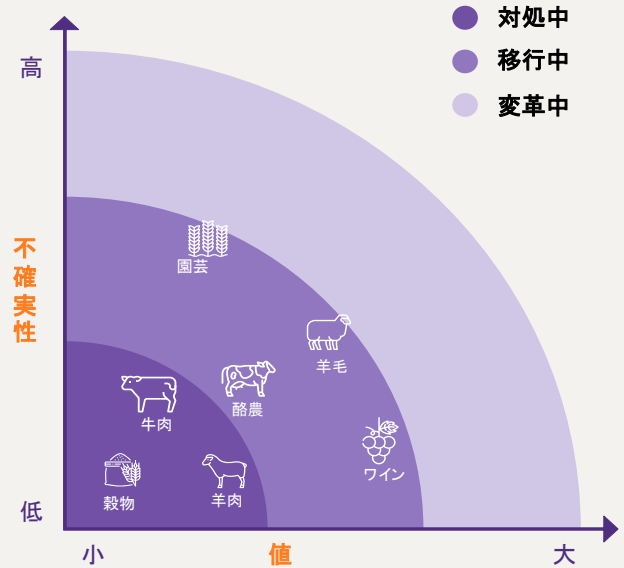 対処中
移行中
変革中
高
不確実性
低
園芸
羊毛
酪農
牛肉
ワイン
穀物
羊肉
小
値
大